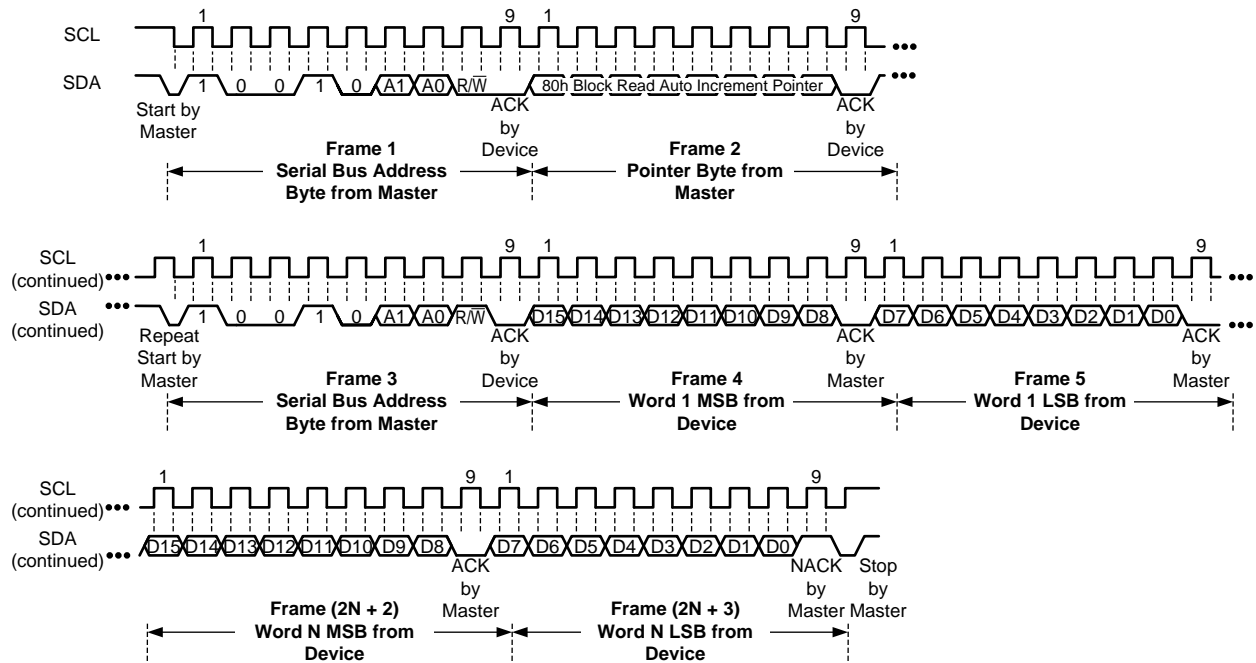 1 9 1 9
SCL
SDA
1 0 0 1 0 A1 A0 R/W 80h Block Read Auto Increment Pointer
Start by
Master
ACK
by
Device
ACK
by
Device
Frame 1
Serial Bus Address
Byte from Master
Frame 2
Pointer Byte from
Master
1 9 1 9 1 9
SCL
(continued)
SDA
(continued)
1 0 0 1 0 A1 A0 R/W D15 D14 D13 D12 D11 D10 D9 D8 D7 D6 D5 D4 D3 D2 D1 D0
Repeat
Start by
Master
ACK
by
Device
ACK
by
Master
ACK
by
Master
Frame 3
Serial Bus Address
Byte from Master
Frame 4
Word 1 MSB from
Device
Frame 5
Word 1 LSB from
Device
1 9 1 9
SCL
(continued)
SDA
(continued)
D15 D14 D13 D12 D11 D10 D9 D8 D7 D6 D5 D4 D3 D2 D1 D0
ACK
by
Master
NACK
by
Master
Stop
by
Master
Frame (2N + 2)
Word N MSB from
Device
Frame (2N + 3)
Word N LSB from
Device